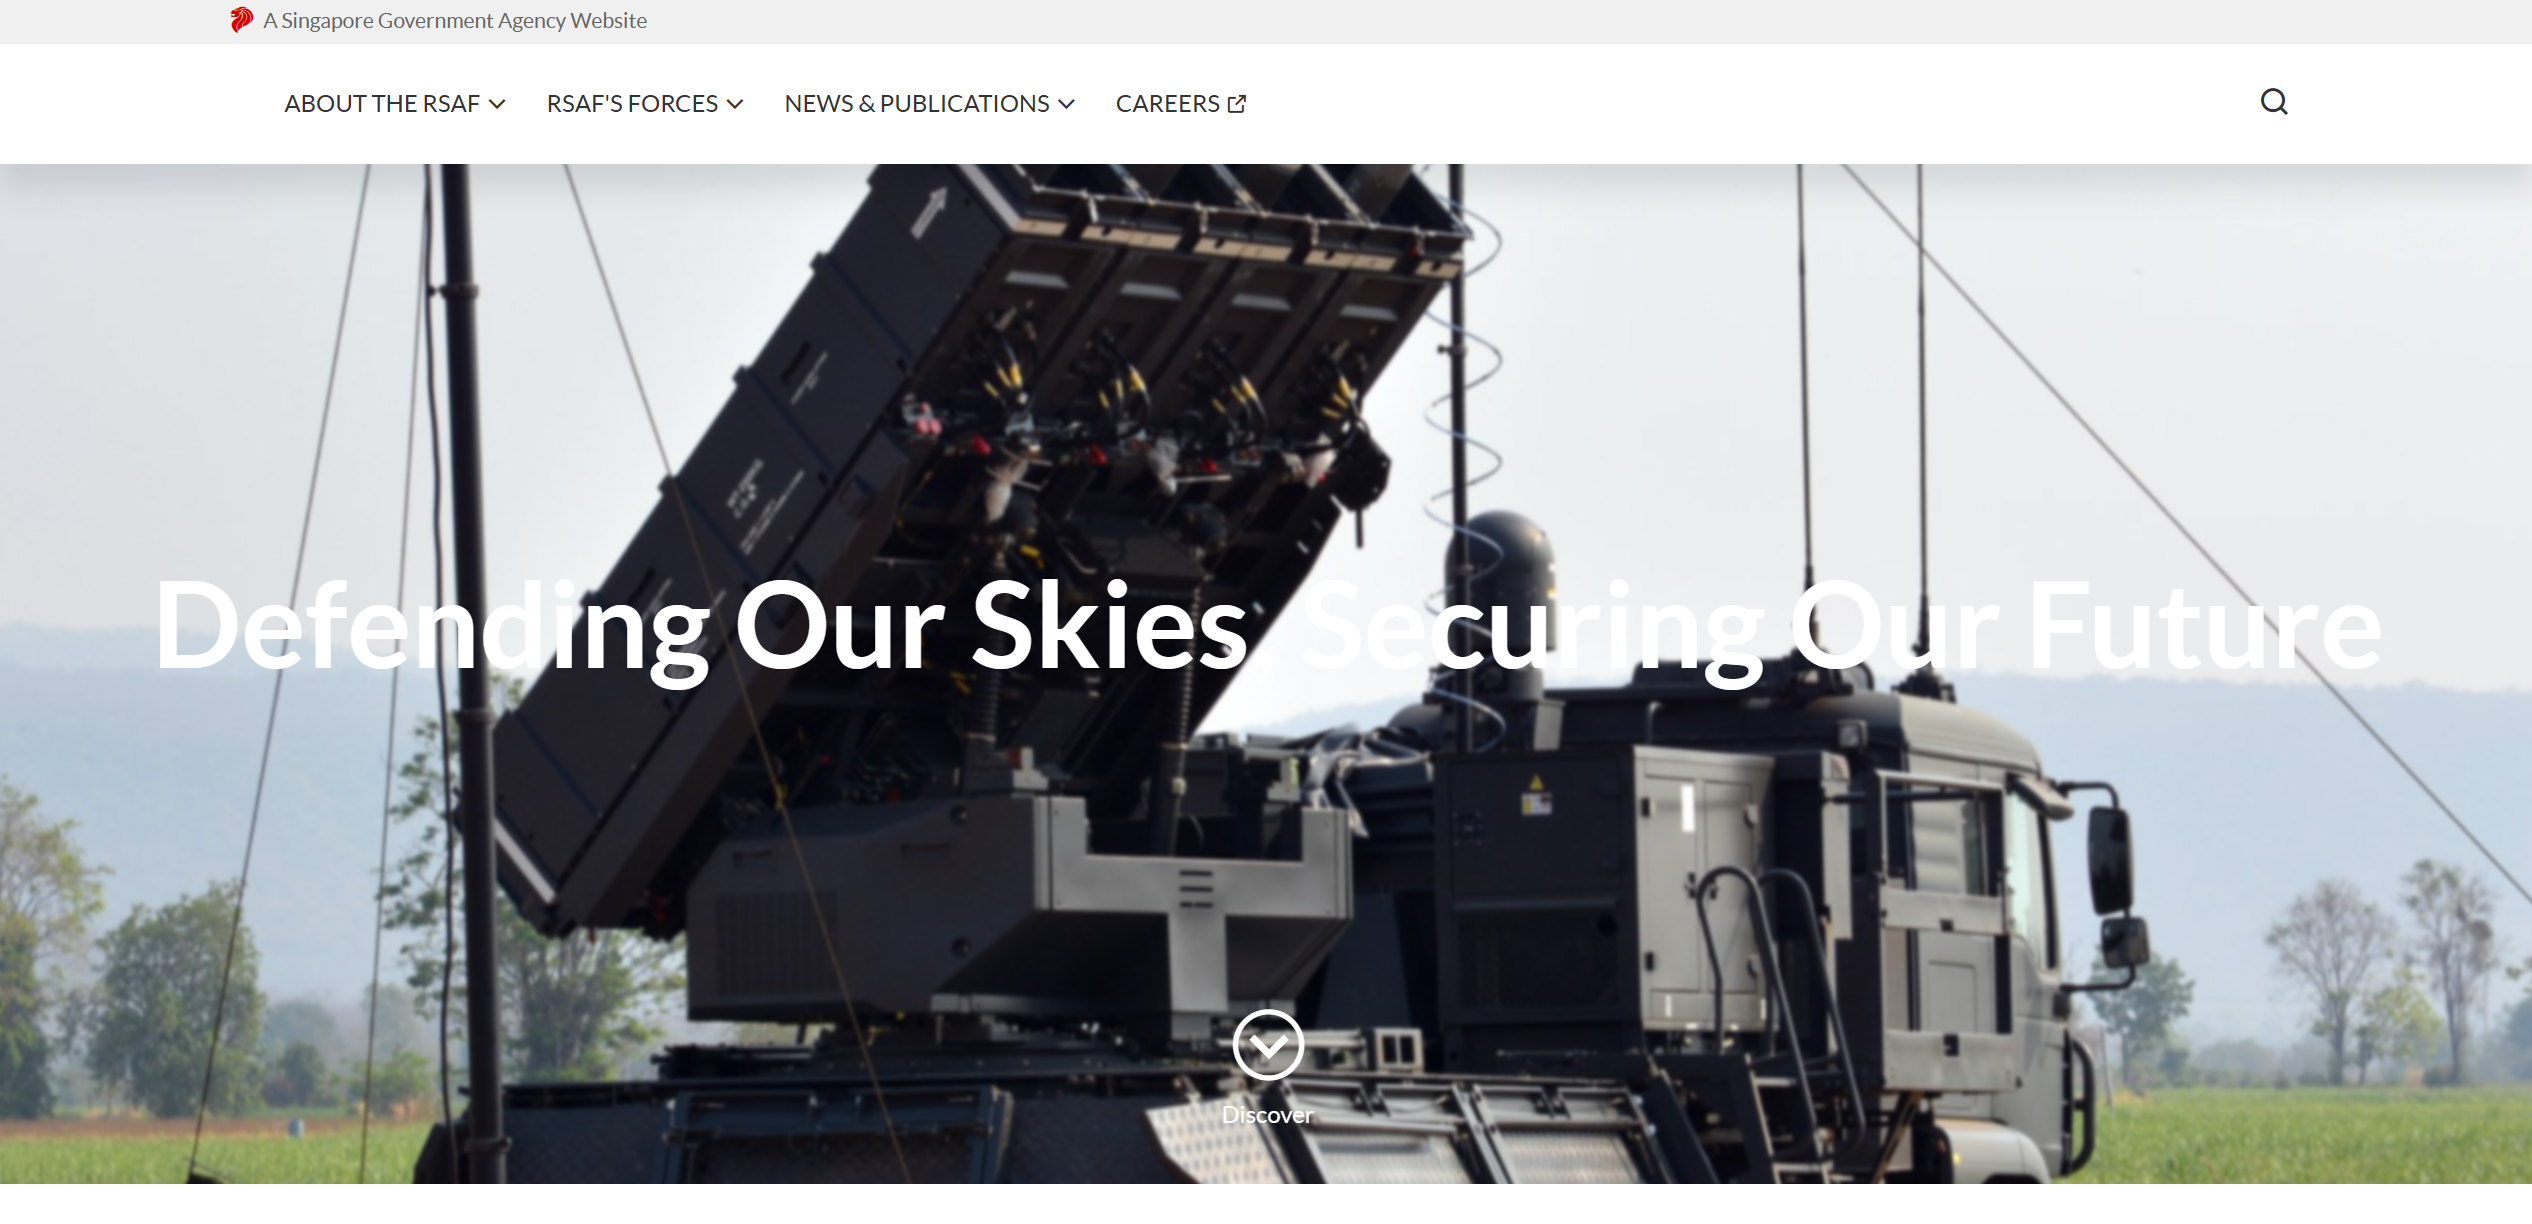 A Singapore Government Agency Website
ABOUT THE RSAF
RSAF'S FORCES
NEWS & PUBLICATIONS
CAREERS
Defending Our Skies, Securing Our Future
Discover